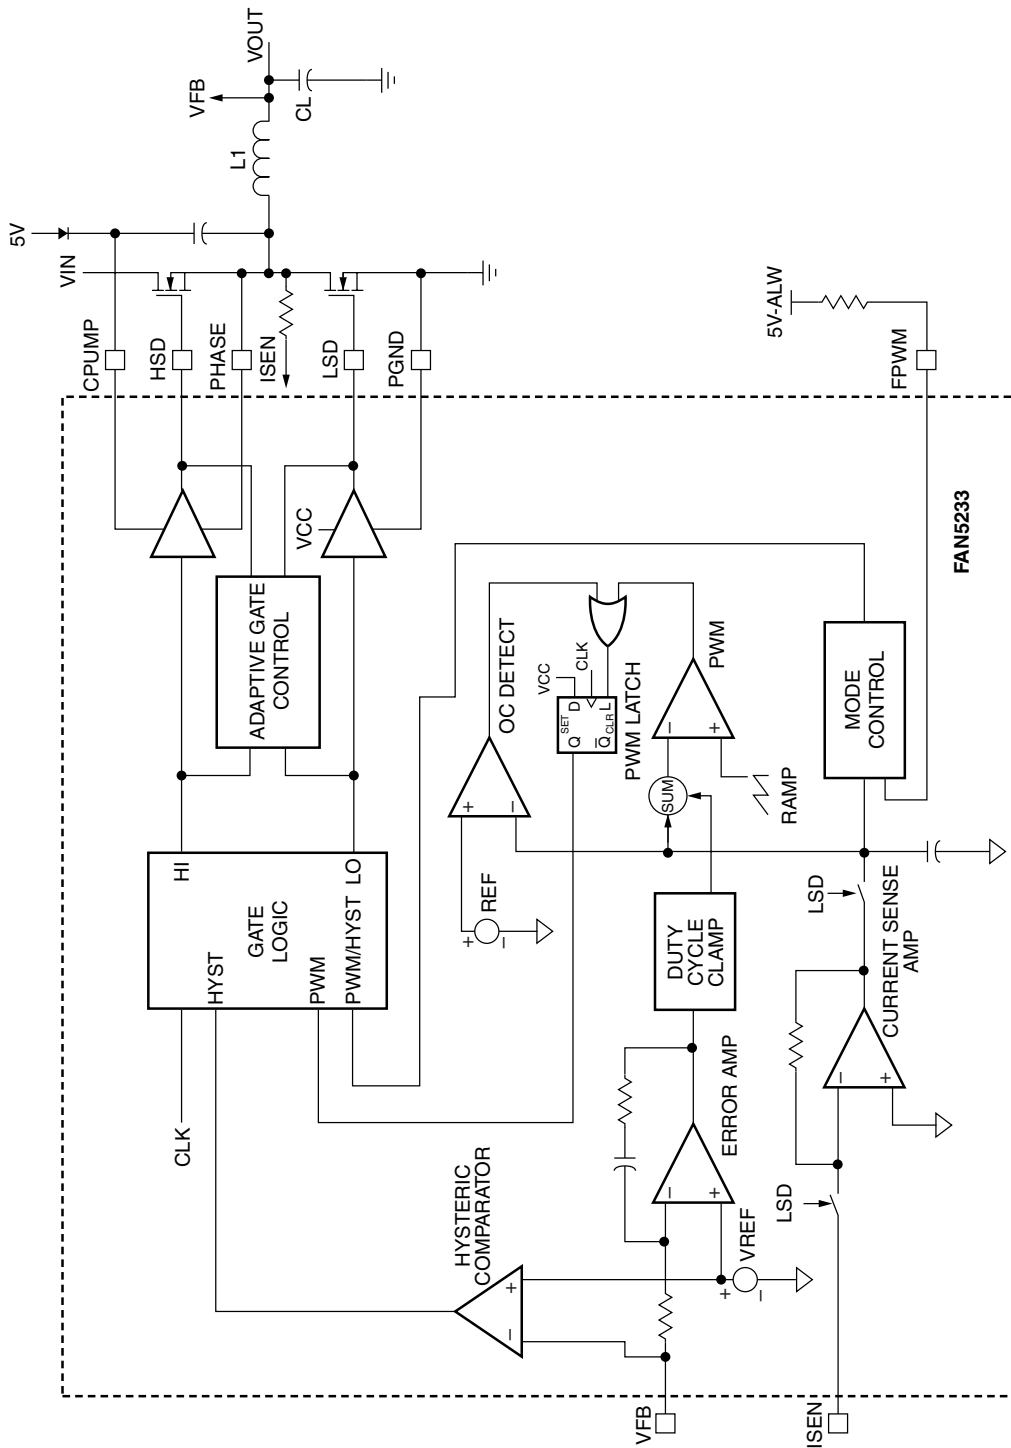 5V
VIN
L1
VFB
VOUT
CL
CPUMP
HSD
PHASE
ISEN
LSD
PGND
5V-ALW
FPWM
VCC
ADAPTIVE GATE
CONTROL
HI
HYST
GATE
LOGIC
PWM
PWM/HYST LO
CLK
OC DETECT
+
–
REF
+
–
VCC
CLK
Q SET D
Q CLR L
PWM LATCH
PWM
–
+
SUM
RAMP
MODE
CONTROL
FAN5233
DUTY
CYCLE
CLAMP
LSD
CURRENT SENSE
AMP
–
+
HYSTERIC
COMPARATOR
–
+
ERROR AMP
–
+
VREF
+
–
LSD
VFB
ISEN